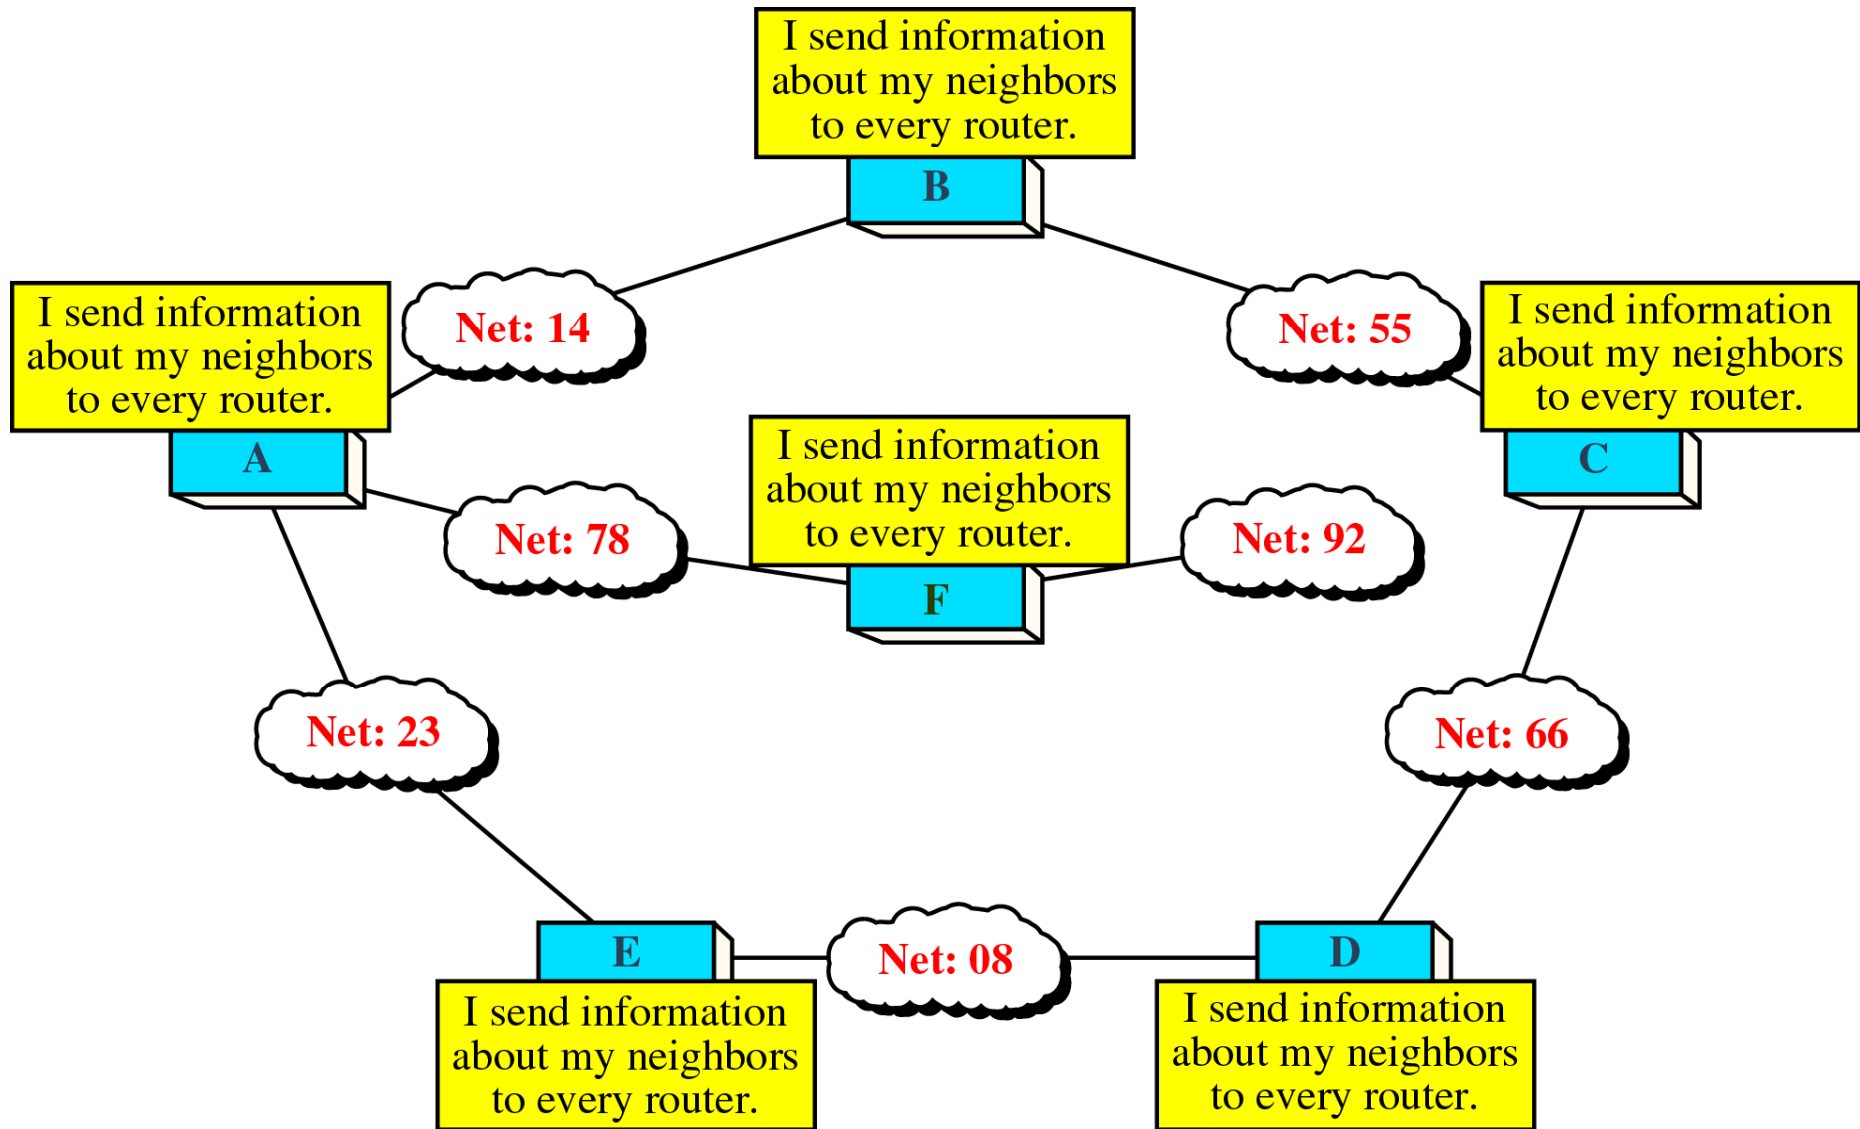 I send information
about my neighbors
to every router.
B
I send information
about my neighbors
to every router.
A
Net: 14
Net: 55
I send information
about my neighbors
to every router.
C
Net: 78
I send information
about my neighbors
to every router.
F
Net: 92
Net: 23
Net: 66
E
I send information
about my neighbors
to every router.
Net: 08
D
I send information
about my neighbors
to every router.